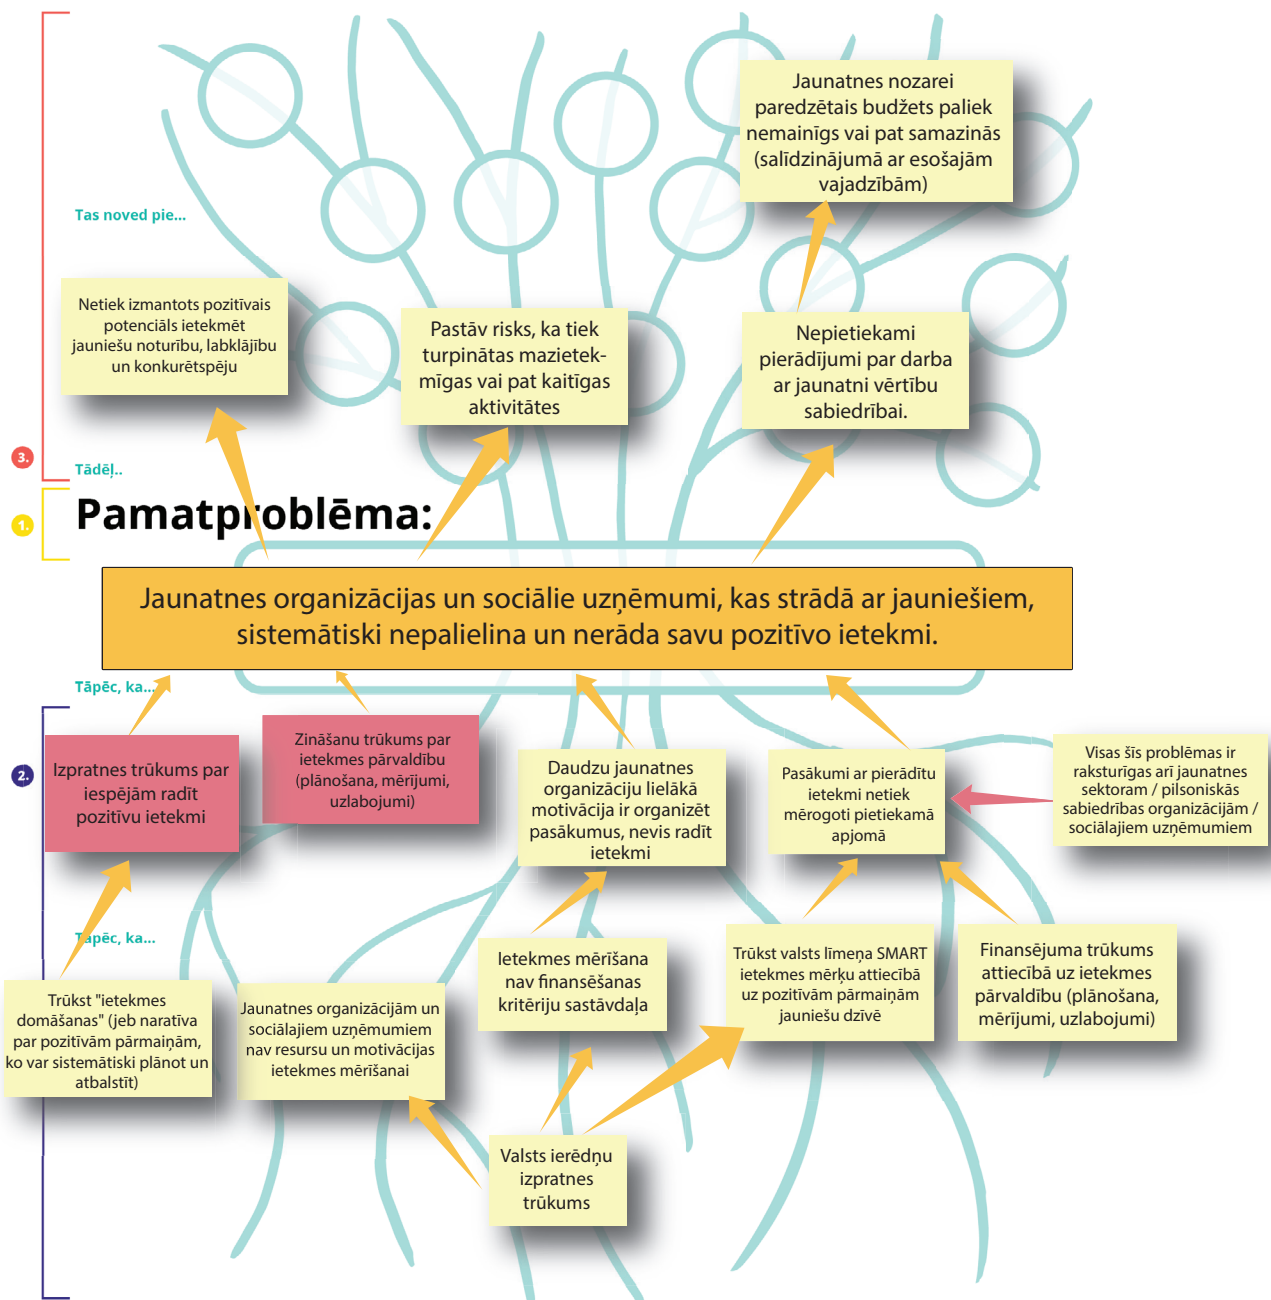 Jaunatnes nozarei
paredzētais budžets paliek
nemainīgs vai pat samazinās
(salīdzinājumā ar esošajām
vajadzībām)
Tas noved pie...
Netiek izmantots pozitīvais
potenciāls ietekmēt
jauniešu noturību, labklājību
un konkurētspēju
Pastāv risks, ka tiek
turpinātas mazietek-
mīgas vai pat kaitīgas
aktivitātes
Nepietiekami
pierādījumi par darba
ar jaunatni vērtību
sabiedrībai.
3.
Tādēļ..
1.
Pamatproblēma:
Jaunatnes organizācijas un sociālie uzņēmumi, kas strādā ar jauniešiem,
sistemātiski nepalielina un nerāda savu pozitīvo ietekmi.
Tāpēc, ka...
2.
Izpratnes trūkums par
iespējām radīt
pozitīvu ietekmi
Zināšanu trūkums par
ietekmes pārvaldību
(plānošana, mērījumi,
uzlabojumi)
Daudzu jaunatnes
organizāciju lielākā
motivācija ir organizēt
pasākumus, nevis radīt
ietekmi
Pasākumi ar pierādītu
ietekmi netiek
mērogoti pietiekamā
apjomā
Visas šīs problēmas ir
raksturīgas arī jaunatnes
sektoram / pilsoniskās
sabiedrības organizācijām /
sociālajiem uzņēmumiem
Tāpēc, ka...
Trūkst "ietekmes
domāšanas" (jeb naratīva
par pozitīvām pārmaiņām,
ko var sistemātiski plānot un
atbalstīt)
Jaunatnes organizācijām un
sociālajiem uzņēmumiem
nav resursu un motivācijas
ietekmes mērīšanai
Ietekmes mērīšana
nav finansēšanas
kritēriju sastāvdaļa
Trūkst valsts līmeņa SMART
ietekmes mērķu attiecībā
uz pozitīvām pārmaiņām
jauniešu dzīvē
Finansējuma trūkums
attiecībā uz ietekmes
pārvaldību (plānošana,
mērījumi, uzlabojumi)
Valsts ierēdņu
izpratnes
trūkums